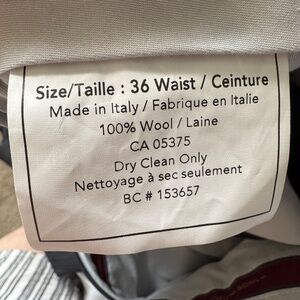 Size/Taille : 36 Waist / Ceinture
Made in Italy / Fabrique en Italie
100% Wool / Laine
CA 05375
Dry Clean Only
Nettoyage à sec seulement
BC # 153657